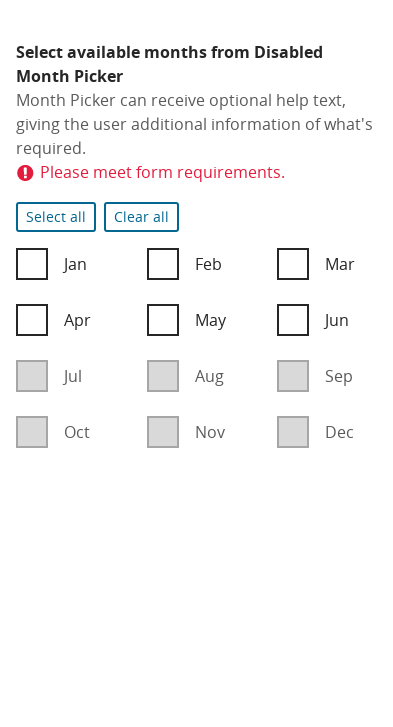 Select available months from Disabled
Month Picker
Month Picker can receive optional help text,
giving the user additional information of what's
required.
Please meet form requirements.
Select all Clear all
Jan Feb Mar
Apr May Jun
Jul Aug Sep
Oct Nov Dec